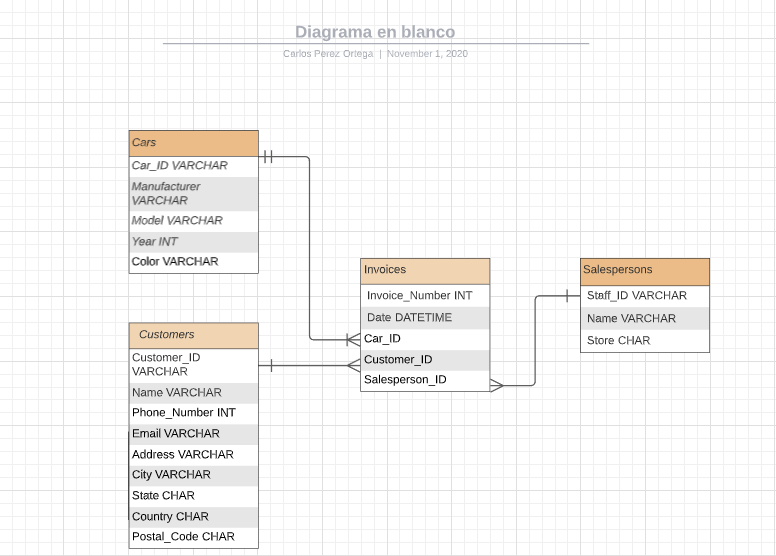 Diagrama en blanco
Carlos Perez Ortega | November 1, 2020
Cars
Car_ID VARCHAR
Manufacturer
VARCHAR
Model VARCHAR
Year INT
Color VARCHAR
Invoices
Invoice_Number INT
Date DATETIME
Car_ID
Customer_ID
Salesperson_ID
Salespersons
Staff_ID VARCHAR
Name VARCHAR
Store CHAR
Customers
Customer_ID
VARCHAR
Name VARCHAR
Phone_Number INT
Email VARCHAR
Address VARCHAR
City VARCHAR
State CHAR
Country CHAR
Postal_Code CHAR